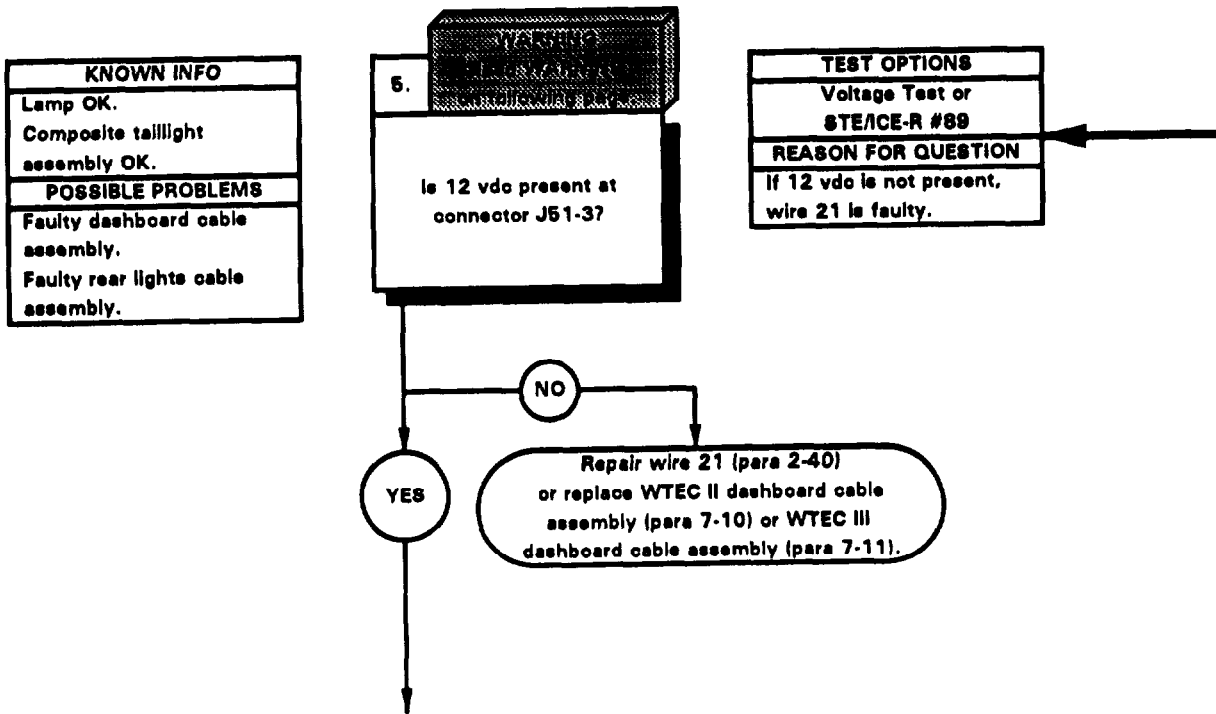 KNOWN INFO
Lamp OK.
Composite taillight
assembly OK.
POSSIBLE PROBLEMS
Faulty dashboard cable
assembly.
Faulty rear lights cable
assembly.
5.
WARNING
on following page.
Is 12 vdc present at
connector J51-3?
TEST OPTIONS
Voltage Test or
STE/ICE-R #89
REASON FOR QUESTION
If 12 vdc is not present,
wire 21 is faulty.
NO
YES
Repair wire 21 (para 2-40)
or replace WTEC II dashboard cable
assembly (para 7-10) or WTEC III
dashboard cable assembly (para 7-11).